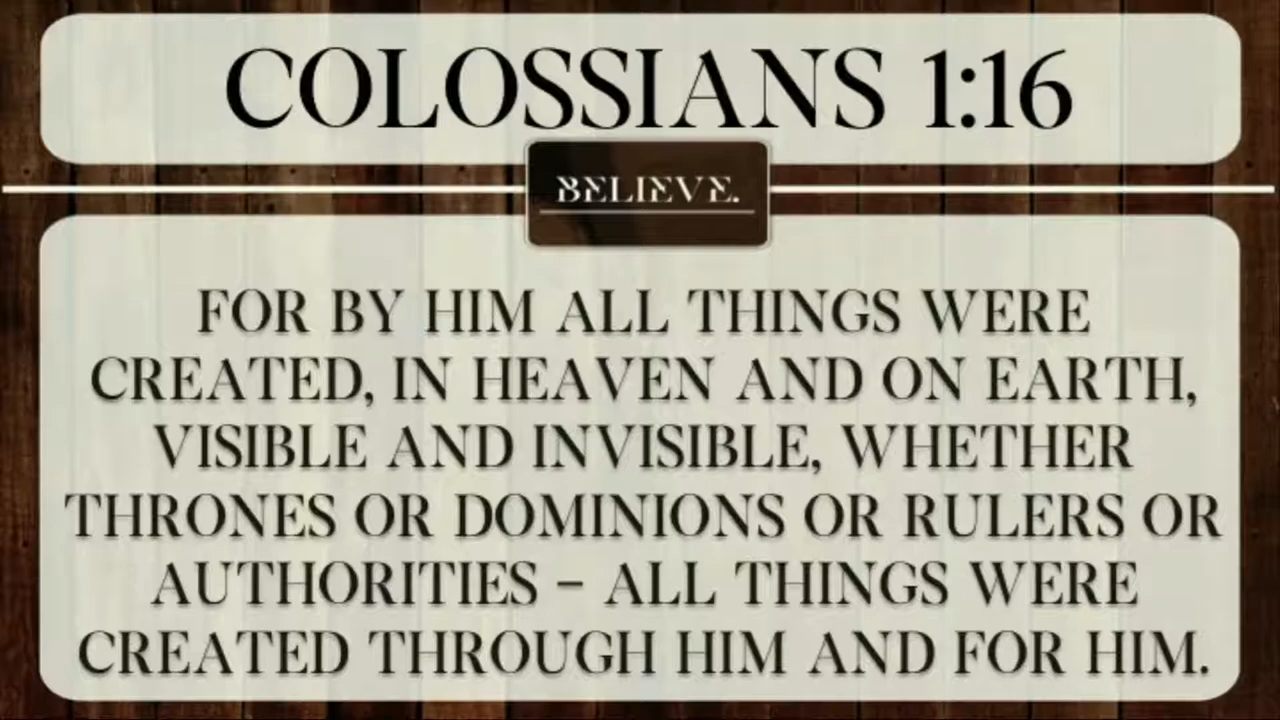 COLOSSIANS 1:16
BELIEVE.
FOR BY HIM ALL THINGS WERE
CREATED, IN HEAVEN AND ON EARTH,
VISIBLE AND INVISIBLE, WHETHER
THRONES OR DOMINIONS OR RULERS OR
AUTHORITIES – ALL THINGS WERE
CREATED THROUGH HIM AND FOR HIM.